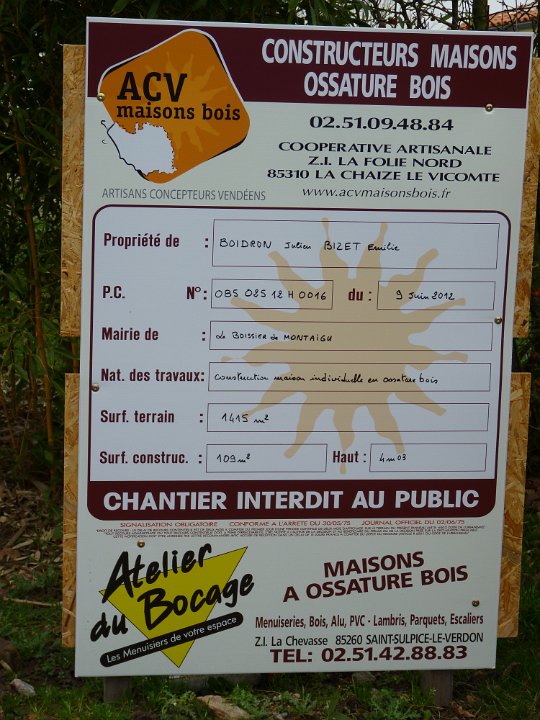 ACV
maisons bois
CONSTRUCTEURS MAISONS
OSSATURE BOIS
02.51.09.48.84
COOPERATIVE ARTISANALE
Z.I. LA FOLIE NORD
85310 LA CHAIZE LE VICOMTE
www.acvmaisonsbois.fr
ARTISANS CONCEPTEURS VENDÉENS
Propriété de : BOIDRON Julien BIZET Emilie
P.C. N° : 085 025 12 H 0016 du : 9 Juin 2012
Mairie de : La BOISSIER de MONTAIGU
Nat. des travaux: Construction maison individuelle en ossature bois
Surf. terrain : 1415 m²
Surf. construc. : 109 m² Haut : 4m03
CHANTIER INTERDIT AU PUBLIC
SIGNALISATION OBLIGATOIRE CONFORME A L'ARRETE DU 30/05/75 JOURNAL OFFICIEL DU 02/06/75
Atelier
du Bocage
Les Menuisiers de votre espace
MAISONS
A OSSATURE BOIS
Menuiseries, Bois, Alu, PVC - Lambris, Parquets, Escaliers
Z.I. La Chevasse 85260 SAINT-SULPICE-LE-VERDON
TEL: 02.51.42.88.83